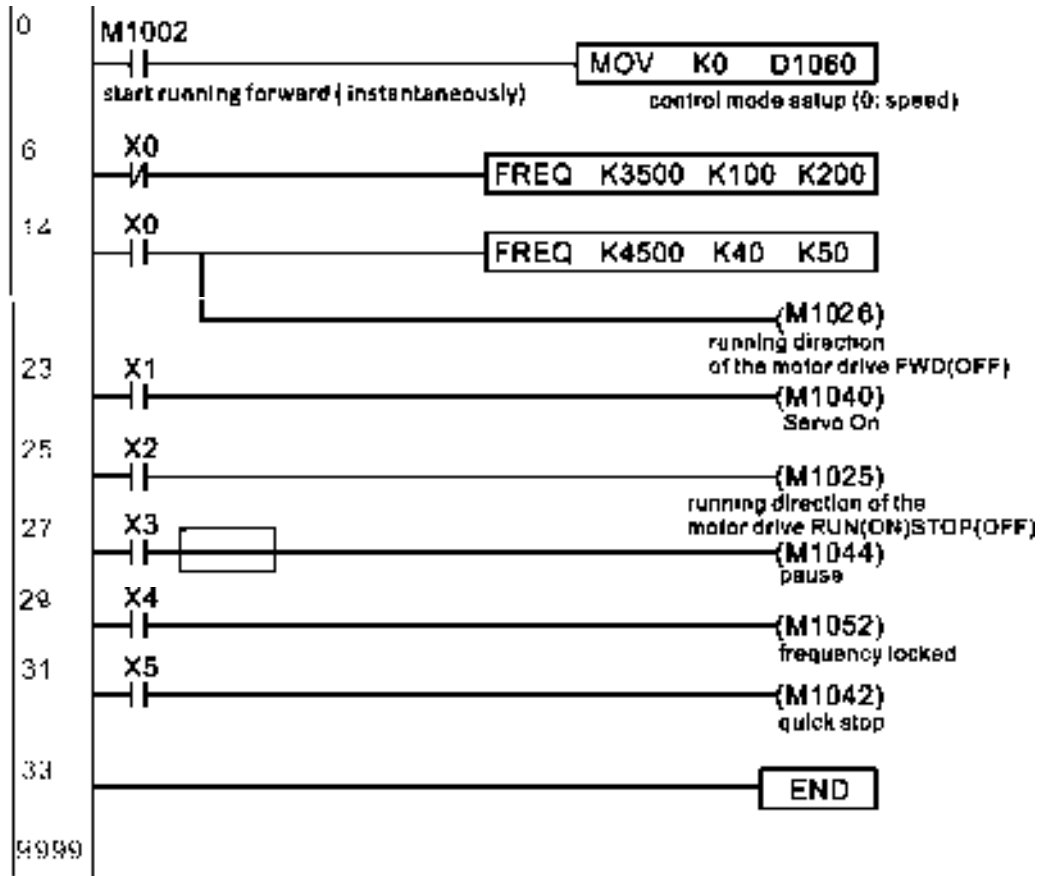 0
M1002
MOV K0 D1060
start running forward ( instantaneously)
control mode setup (0: speed)
6
X0
FREQ K3500 K100 K200
14
X0
FREQ K4500 K40 K50
(M1026)
running direction
of the motor drive FWD(OFF)
23
X1
(M1040)
Servo On
25
X2
(M1025)
running direction of the
motor drive RUN(ON)STOP(OFF)
27
X3
(M1044)
pause
29
X4
(M1052)
frequency locked
31
X5
(M1042)
quick stop
33
END
9999